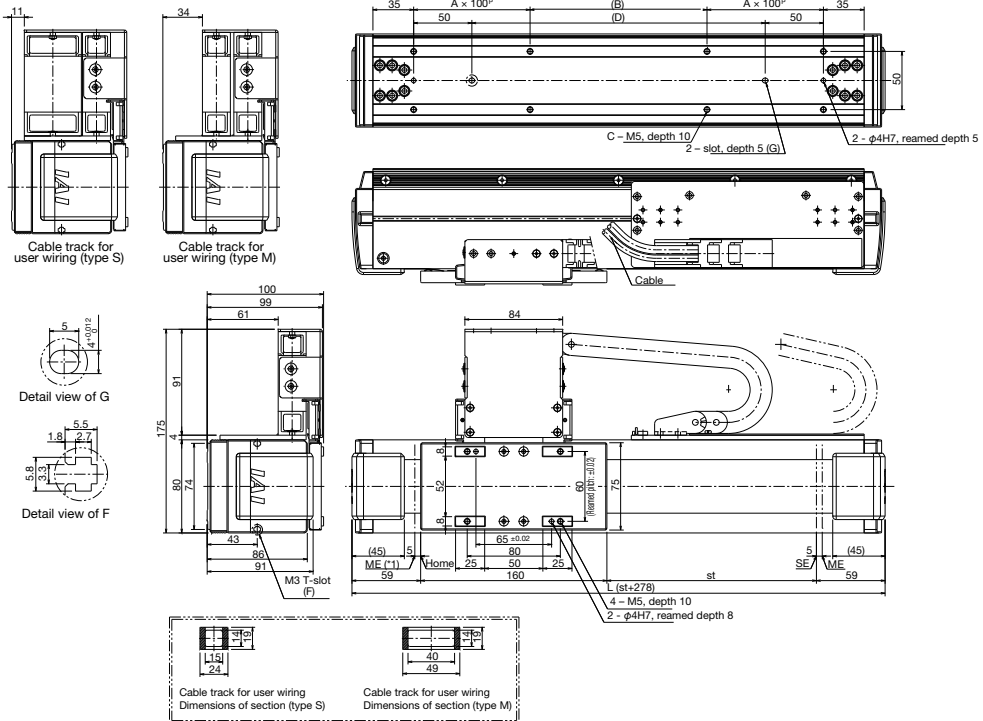 11
34
35
A × 100P
(B)
A × 100P
35
50
(D)
50
50
C – M5, depth 10
2 – slot, depth 5 (G)
2 - φ4H7, reamed depth 5
IAI
IAI
Cable track for
user wiring (type S)
Cable track for
user wiring (type M)
Cable
100
99
61
84
5
4+0.012 0
Detail view of G
5.5
1.8
2.7
5.8
3.3
Detail view of F
175
91
4
80
74
IAI
43
86
91
M3 T-slot
(F)
8
52
8
60
(Reamed pitch: ±0.02)
75
65 ±0.02
80
(45)
5
Home
25
50
25
ME (*1)
59
160
st
5
SE
ME
(45)
59
L (st+278)
4 – M5, depth 10
2 - φ4H7, reamed depth 8
14
19
15
24
14
19
40
49
Cable track for user wiring
Dimensions of section (type S)
Cable track for user wiring
Dimensions of section (type M)